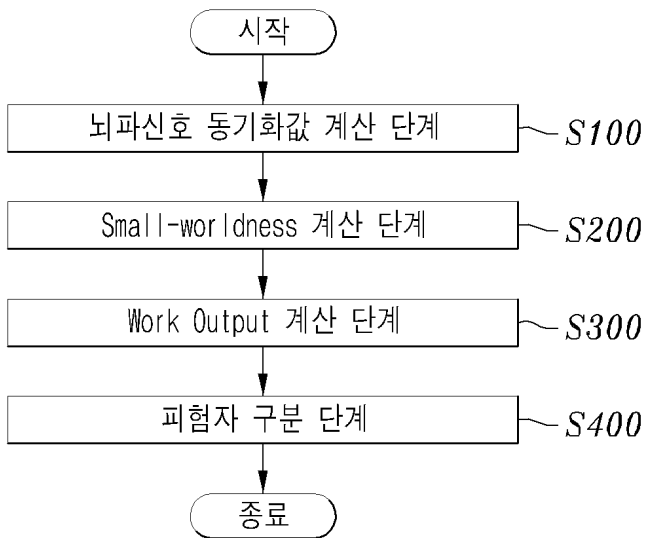 시작
뇌파신호 동기화값 계산 단계 S100
Small-worldness 계산 단계 S200
Work Output 계산 단계 S300
피험자 구분 단계 S400
종료